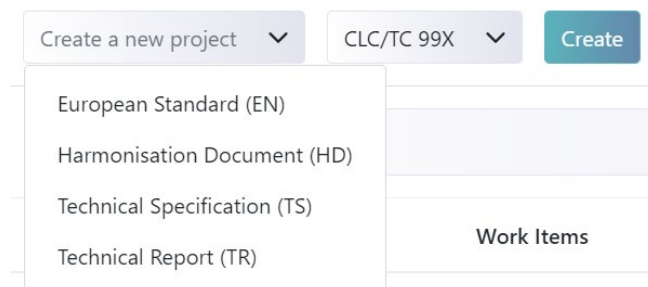 Create a new project
CLC/TC 99X
Create
European Standard (EN)
Harmonisation Document (HD)
Technical Specification (TS)
Technical Report (TR)
Work Items